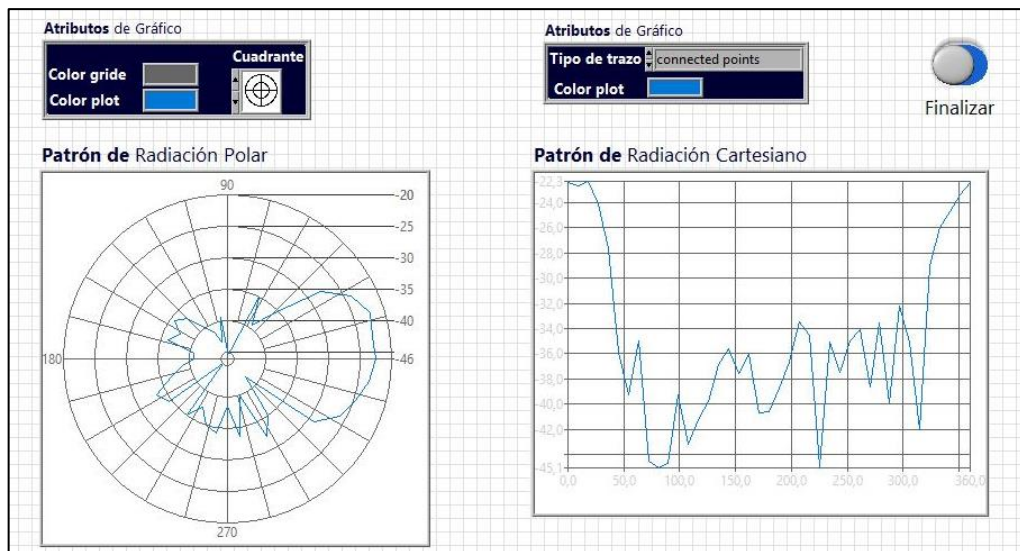 Atributos de Gráfico
Color gride
Color plot
Cuadrante
Atributos de Gráfico
Tipo de trazo
connected points
Color plot
Finalizar
Patrón de Radiación Polar
90
-20
-25
-30
-35
-40
-46
180
270
Patrón de Radiación Cartesiano
-22,3
-24,0
-26,0
-28,0
-30,0
-32,0
-34,0
-36,0
-38,0
-40,0
-42,0
-45,1
0,0
50,0
100,0
150,0
200,0
250,0
300,0
360,0